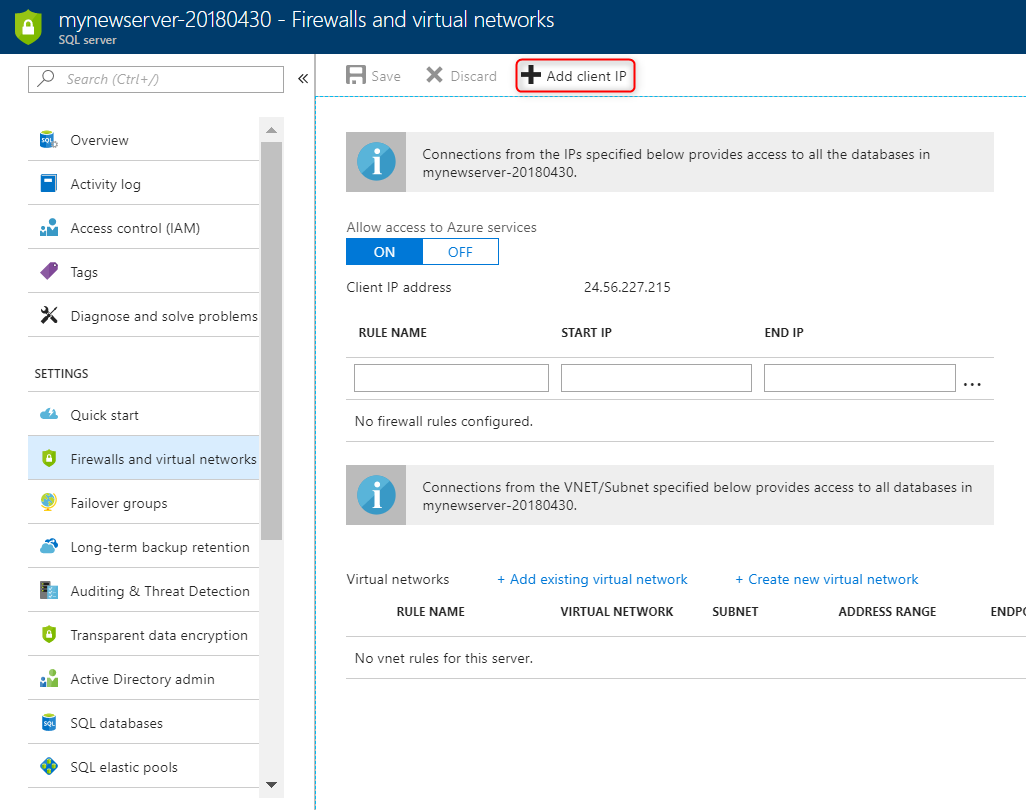 mynewserver-20180430 - Firewalls and virtual networks
SQL server
Search (Ctrl+/)
«
Overview
Activity log
Access control (IAM)
Tags
Diagnose and solve problems
SETTINGS
Quick start
Firewalls and virtual networks
Failover groups
Long-term backup retention
Auditing & Threat Detection
Transparent data encryption
Active Directory admin
SQL databases
SQL elastic pools
Save Discard Add client IP
Connections from the IPs specified below provides access to all the databases in
mynewserver-20180430.
Allow access to Azure services
ON OFF
Client IP address 24.56.227.215
RULE NAME START IP END IP
...
No firewall rules configured.
Connections from the VNET/Subnet specified below provides access to all databases in
mynewserver-20180430.
Virtual networks + Add existing virtual network + Create new virtual network
RULE NAME VIRTUAL NETWORK SUBNET ADDRESS RANGE ENDPO
No vnet rules for this server.